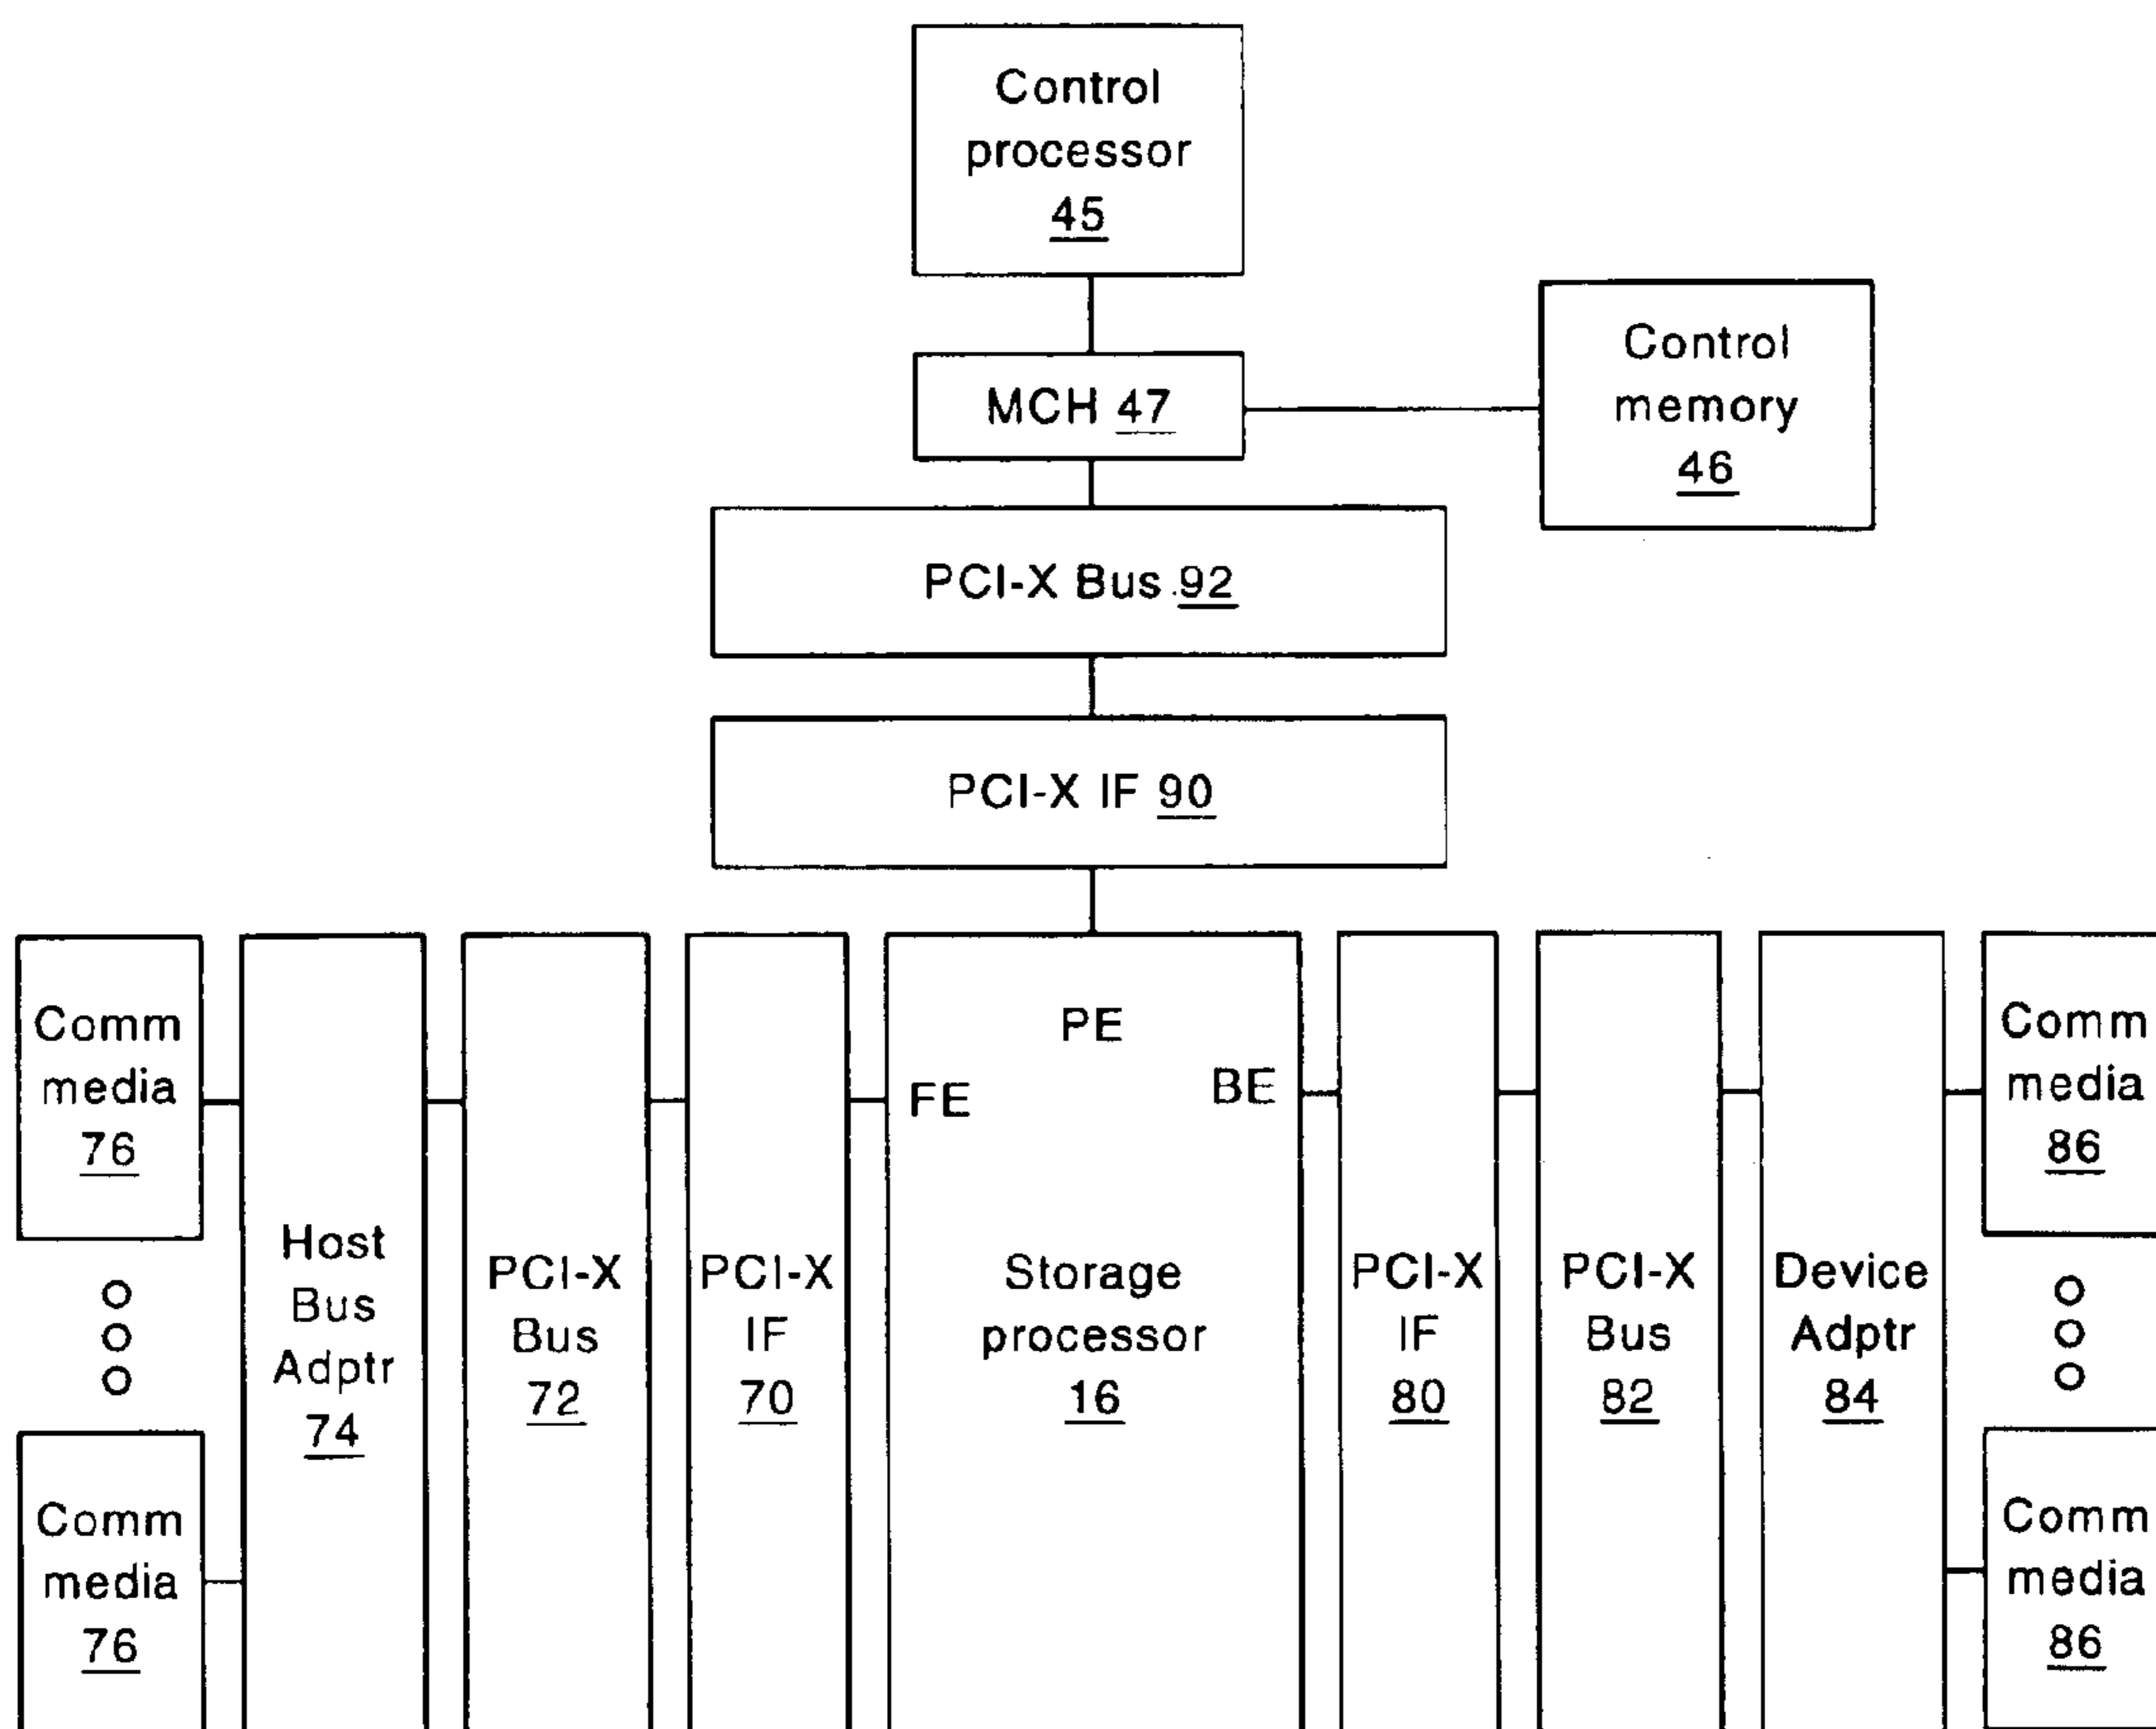 Control
processor
45
MCH 47
Control
memory
46
PCI-X Bus 92
PCI-X IF 90
Comm
media
76
Comm
media
76
Host
Bus
Adptr
74
PCI-X
Bus
72
PCI-X
IF
70
PE
FE
BE
Storage
processor
16
PCI-X
IF
80
PCI-X
Bus
82
Device
Adptr
84
Comm
media
86
Comm
media
86